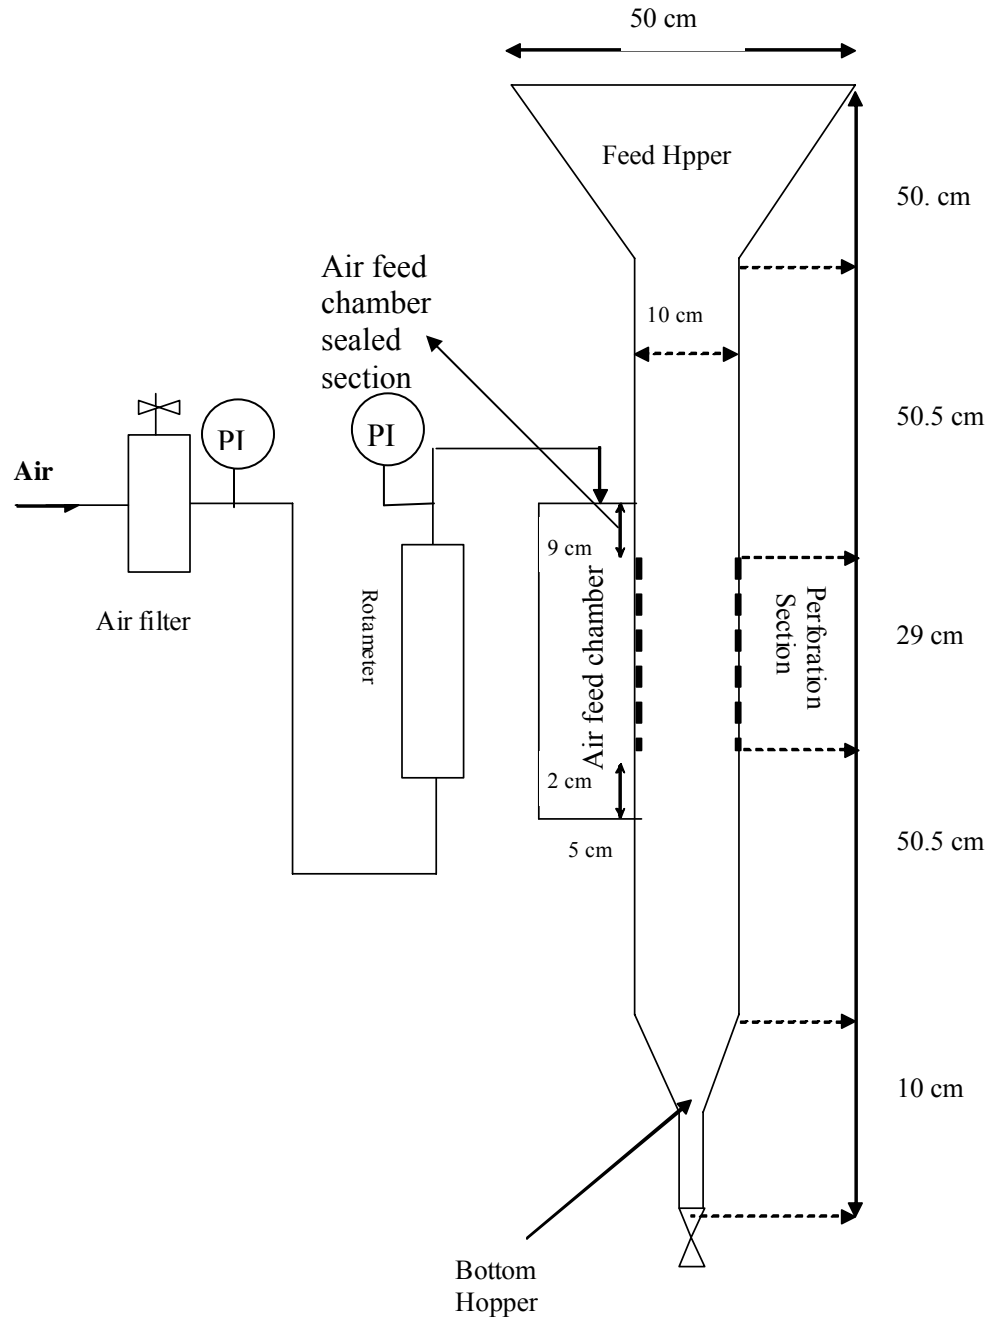 50 cm
Feed Hpper
50. cm
Air feed
chamber
sealed
section
10 cm
50.5 cm
PI
PI
Air
9 cm
Air feed chamber
Perforation
Section
29 cm
Rotameter
Air filter
2 cm
50.5 cm
5 cm
10 cm
Bottom
Hopper